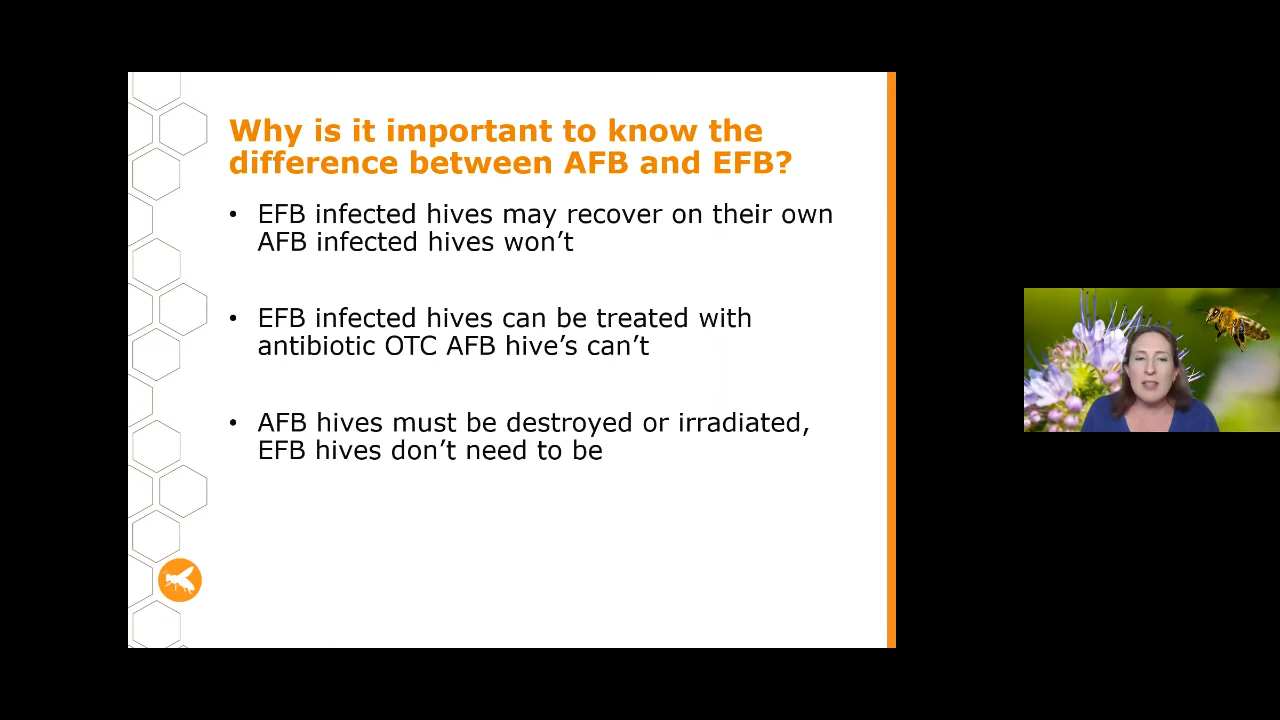 Why is it important to know the
difference between AFB and EFB?
• EFB infected hives may recover on their own
AFB infected hives won’t
• EFB infected hives can be treated with
antibiotic OTC AFB hive’s can’t
• AFB hives must be destroyed or irradiated,
EFB hives don’t need to be